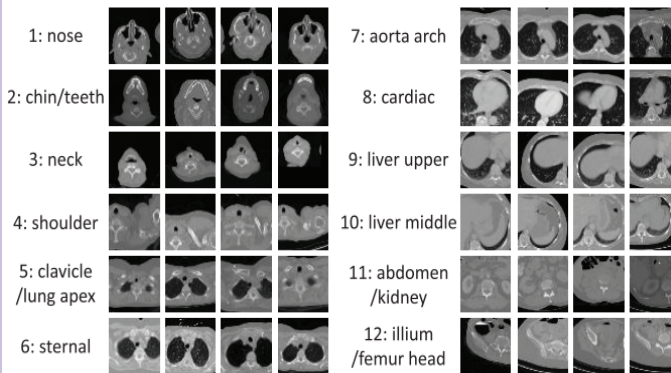 1: nose
2: chin/teeth
3: neck
4: shoulder
5: clavicle
/lung apex
6: sternal
7: aorta arch
8: cardiac
9: liver upper
10: liver middle
11: abdomen
/kidney
12: illium
/femur head